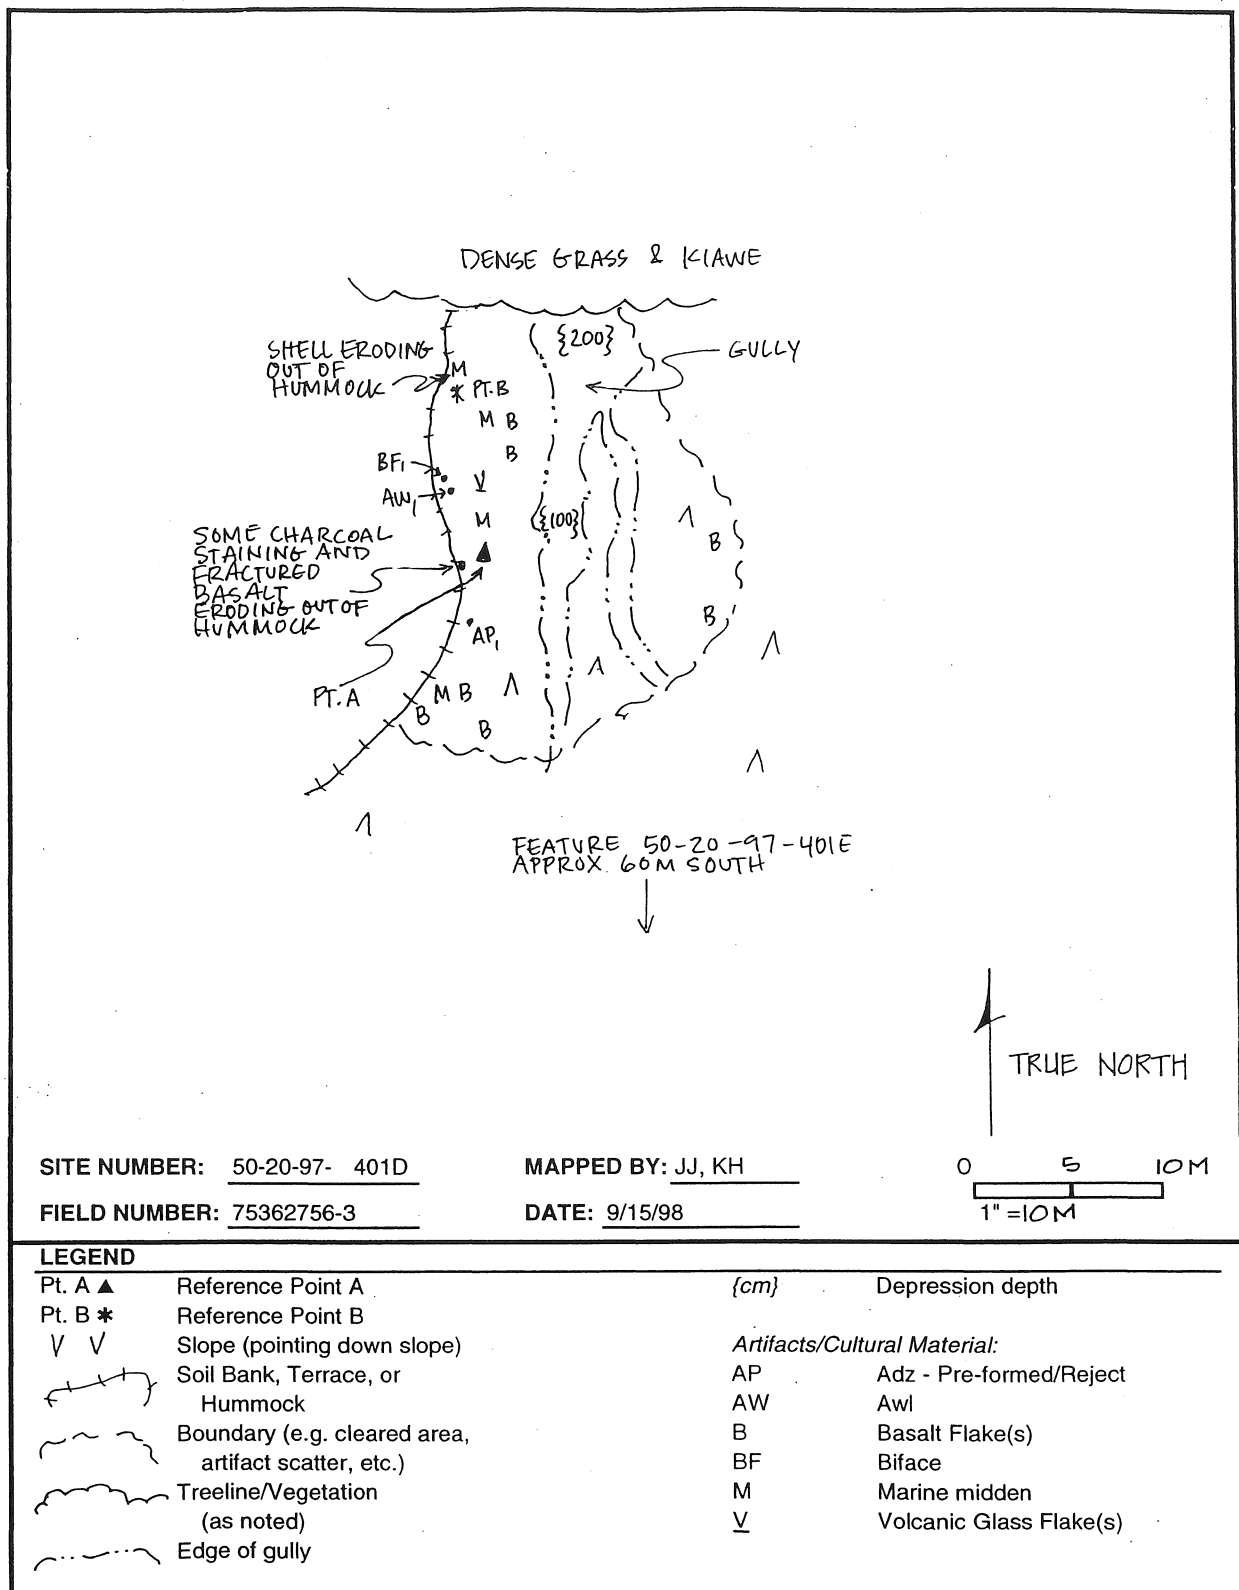 DENSE GRASS & KIAWE
{200}
GULLY
SHELL ERODING
OUT OF
HUMMOCK
M
* PT. B
M B
B
BF1
AW1
V
M
{100}
Λ
B
SOME CHARCOAL
STAINING AND
FRACTURED
BASALT
ERODING OUT OF
HUMMOCK
AP1
B
PT. A
M B
B
B
FEATURE 50-20-97-401E
APPROX. 60M SOUTH
TRUE NORTH
SITE NUMBER: 50-20-97- 401D
MAPPED BY: JJ, KH
0 5 10M
FIELD NUMBER: 75362756-3
DATE: 9/15/98
1" = 10M
LEGEND
Pt. A ▲ Reference Point A
Pt. B * Reference Point B
V V Slope (pointing down slope)
Soil Bank, Terrace, or
Hummock
Boundary (e.g. cleared area,
artifact scatter, etc.)
Treeline/Vegetation
(as noted)
Edge of gully
{cm} Depression depth
Artifacts/Cultural Material:
AP Adz - Pre-formed/Reject
AW Awl
B Basalt Flake(s)
BF Biface
M Marine midden
V Volcanic Glass Flake(s)